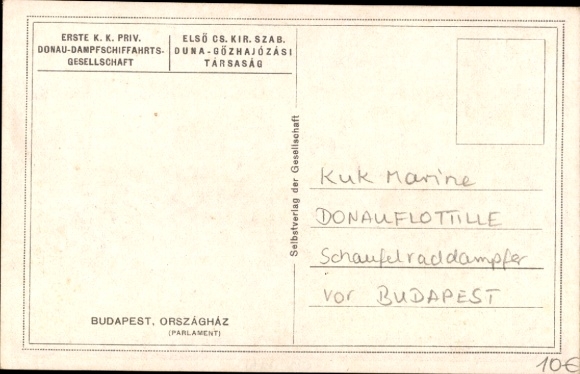 ERSTE K. K. PRIV.
DONAU-DAMPFSCHIFFAHRTS-
GESELLSCHAFT
ELSŐ CS. KIR. SZAB.
DUNA-GŐZHAJÓZÁSI
TÁRSASÁG
Selbstverlag der Gesellschaft
KuK Marine
DONAUFLOTTILLE
Schaufelraddampfer
vor BUDAPEST
BUDAPEST, ORSZÁGHÁZ
(PARLAMENT)
10€